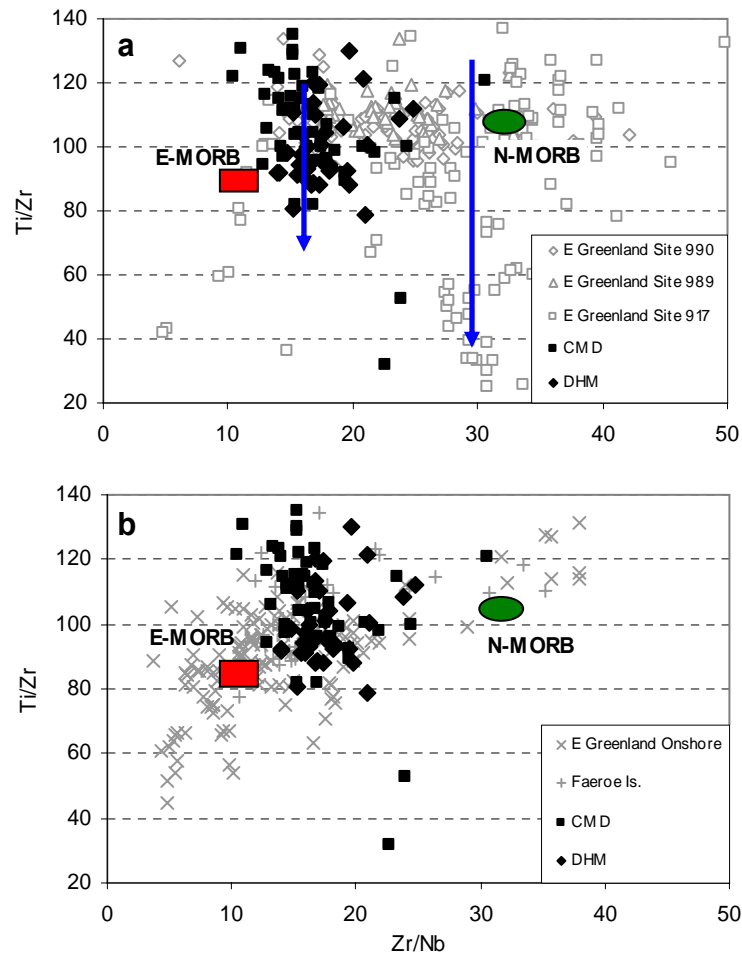 140
a
120
100
E-MORB
N-MORB
Ti/Zr
80
E Greenland Site 990
E Greenland Site 989
60
E Greenland Site 917
CMD
40
DHM
20
0 10 20 30 40 50
140
b
120
100
E-MORB
N-MORB
Ti/Zr
80
E Greenland Onshore
60
Faeroe Is.
CMD
40
DHM
20
0 10 20 30 40 50
Zr/Nb